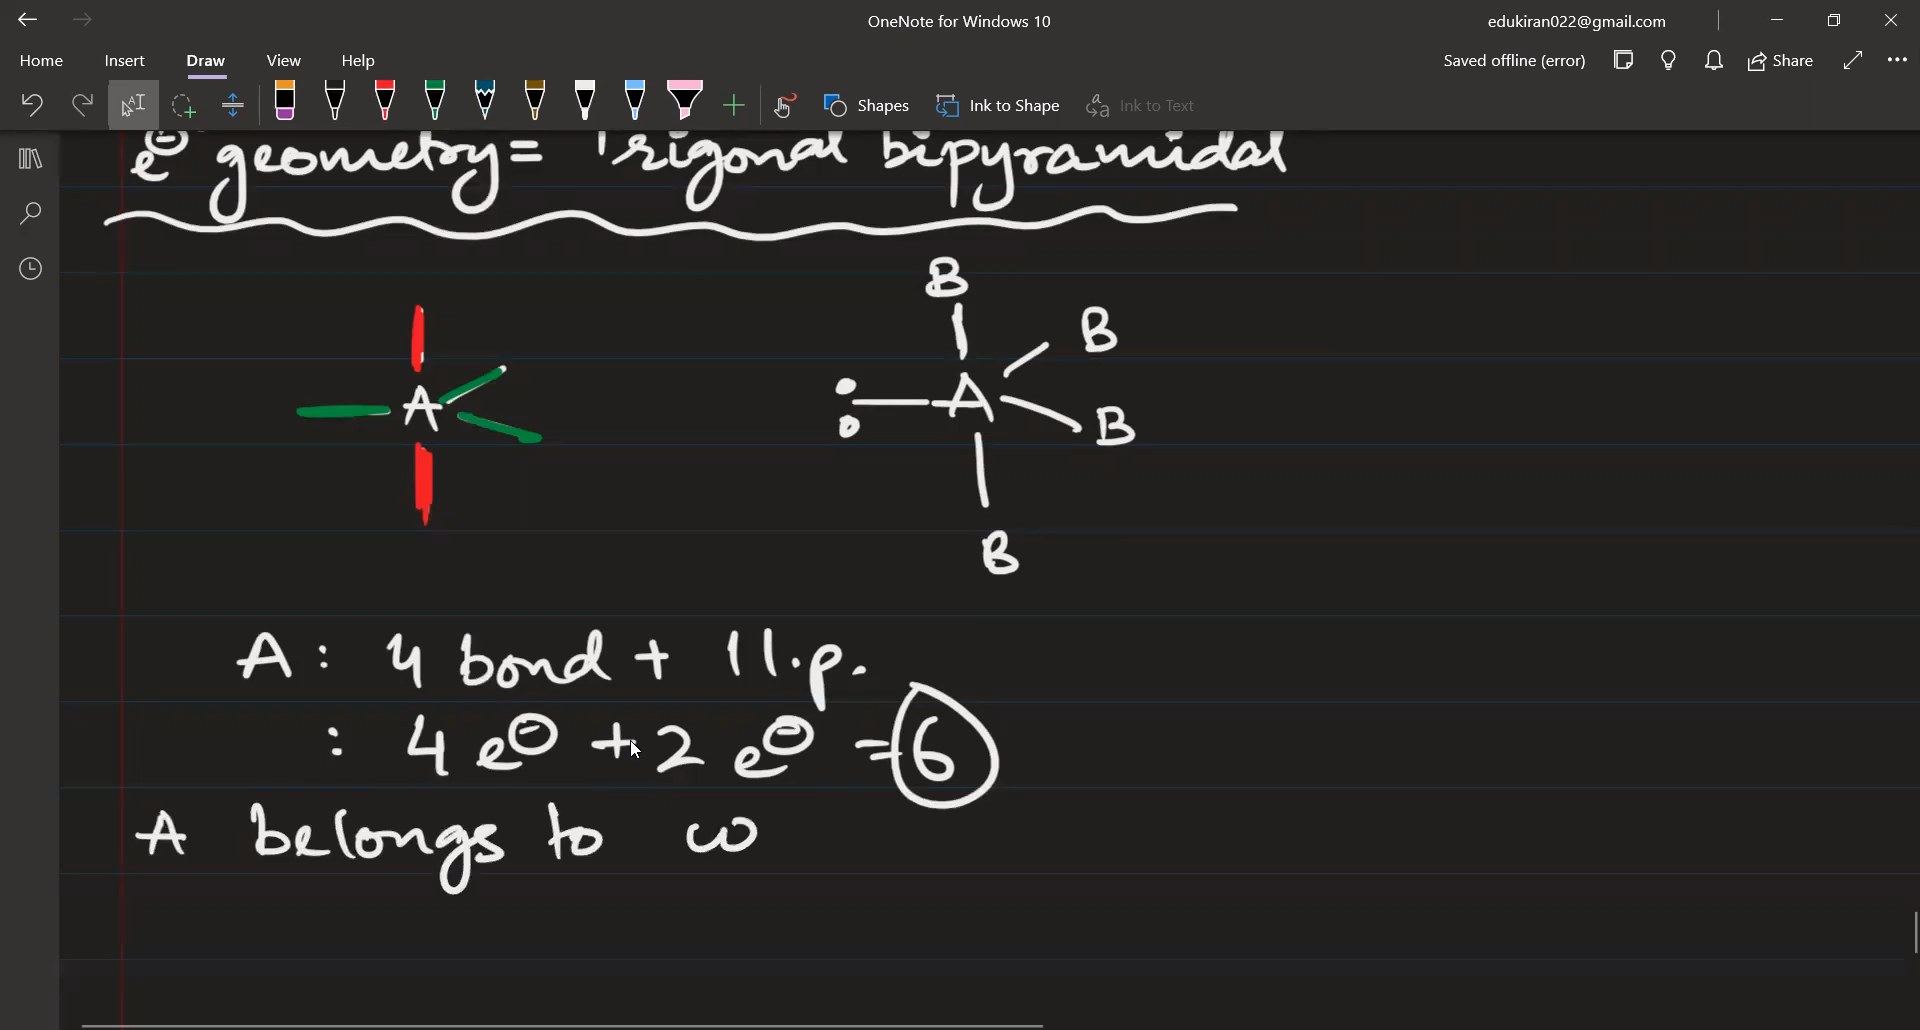 OneNote for Windows 10
edukiran022@gmail.com
Home Insert Draw View Help
Saved offline (error) Share
Shapes Ink to Shape Ink to Text
e⊖ geometry = Trigonal bipyramidal
B
B
A
A
B
B
A : 4 bond + 1 l.p.
: 4 e⊖ + 2 e⊖ = 6
A belongs to w